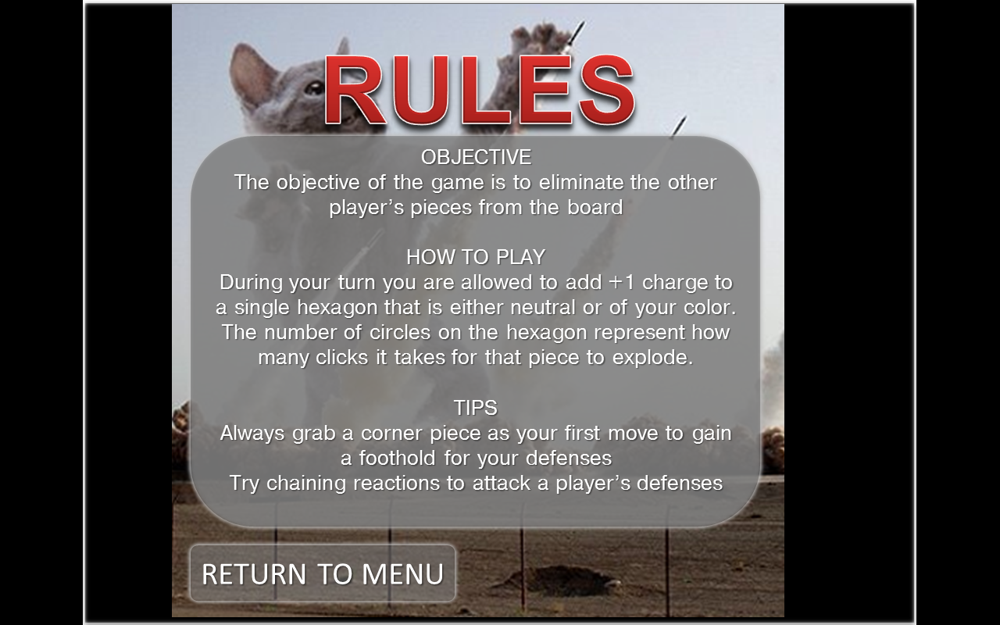 RULES
OBJECTIVE
The objective of the game is to eliminate the other
player’s pieces from the board
HOW TO PLAY
During your turn you are allowed to add +1 charge to
a single hexagon that is either neutral or of your color.
The number of circles on the hexagon represent how
many clicks it takes for that piece to explode.
TIPS
Always grab a corner piece as your first move to gain
a foothold for your defenses
Try chaining reactions to attack a player’s defenses
RETURN TO MENU